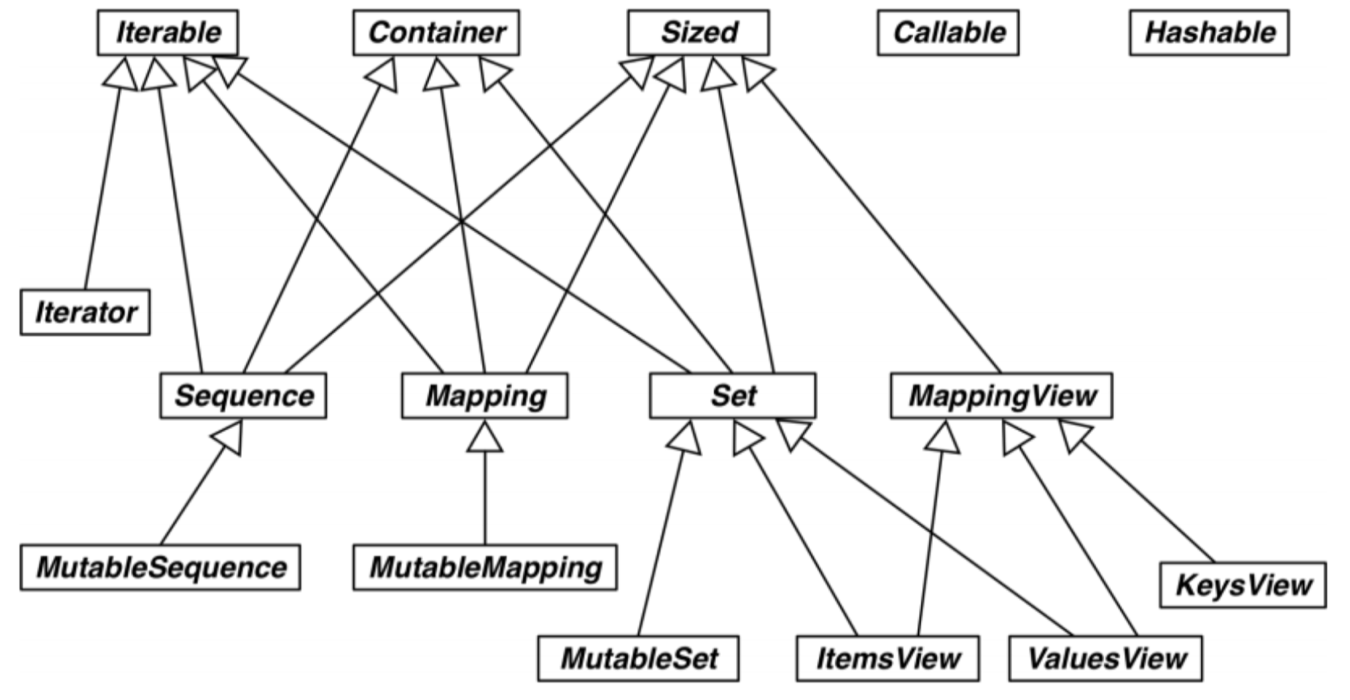 Iterable
Container
Sized
Callable
Hashable
Iterator
Sequence
Mapping
Set
MappingView
MutableSequence
MutableMapping
KeysView
MutableSet
ItemsView
ValuesView